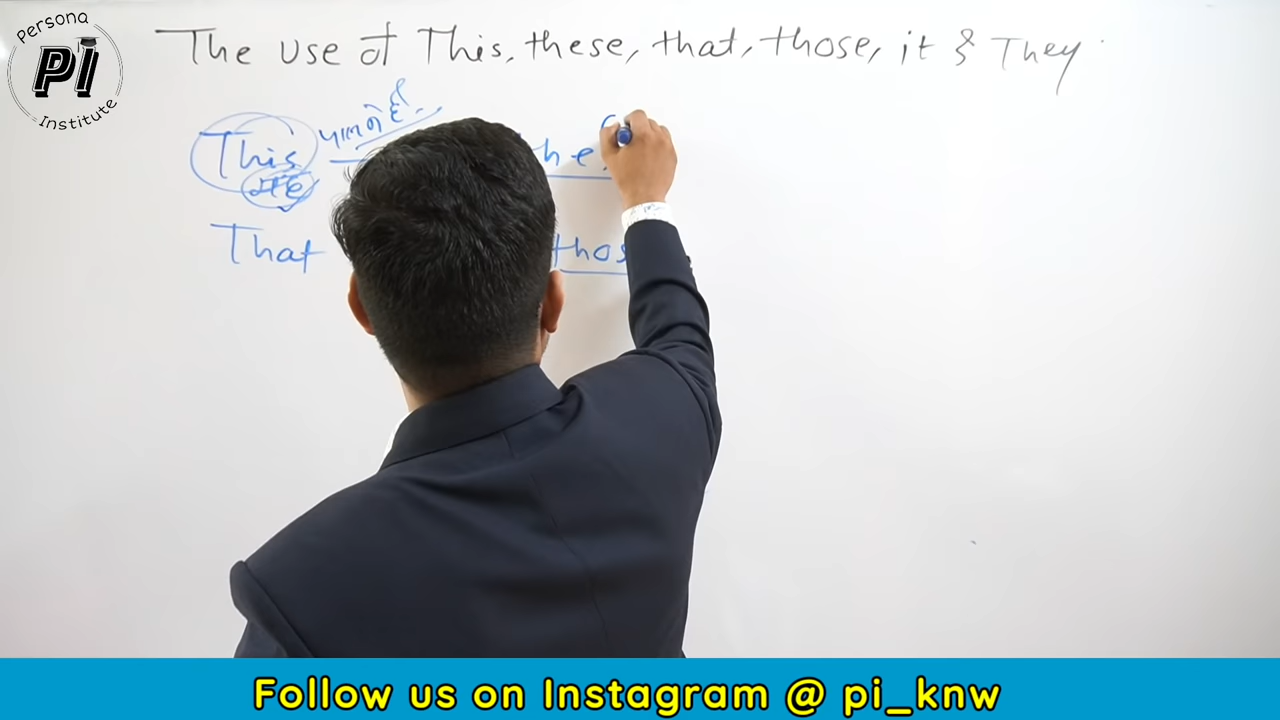 Persona
PI
Institute
The use of This, these, that, those, it & They
This
That thos
Follow us on Instagram @ pi_knw